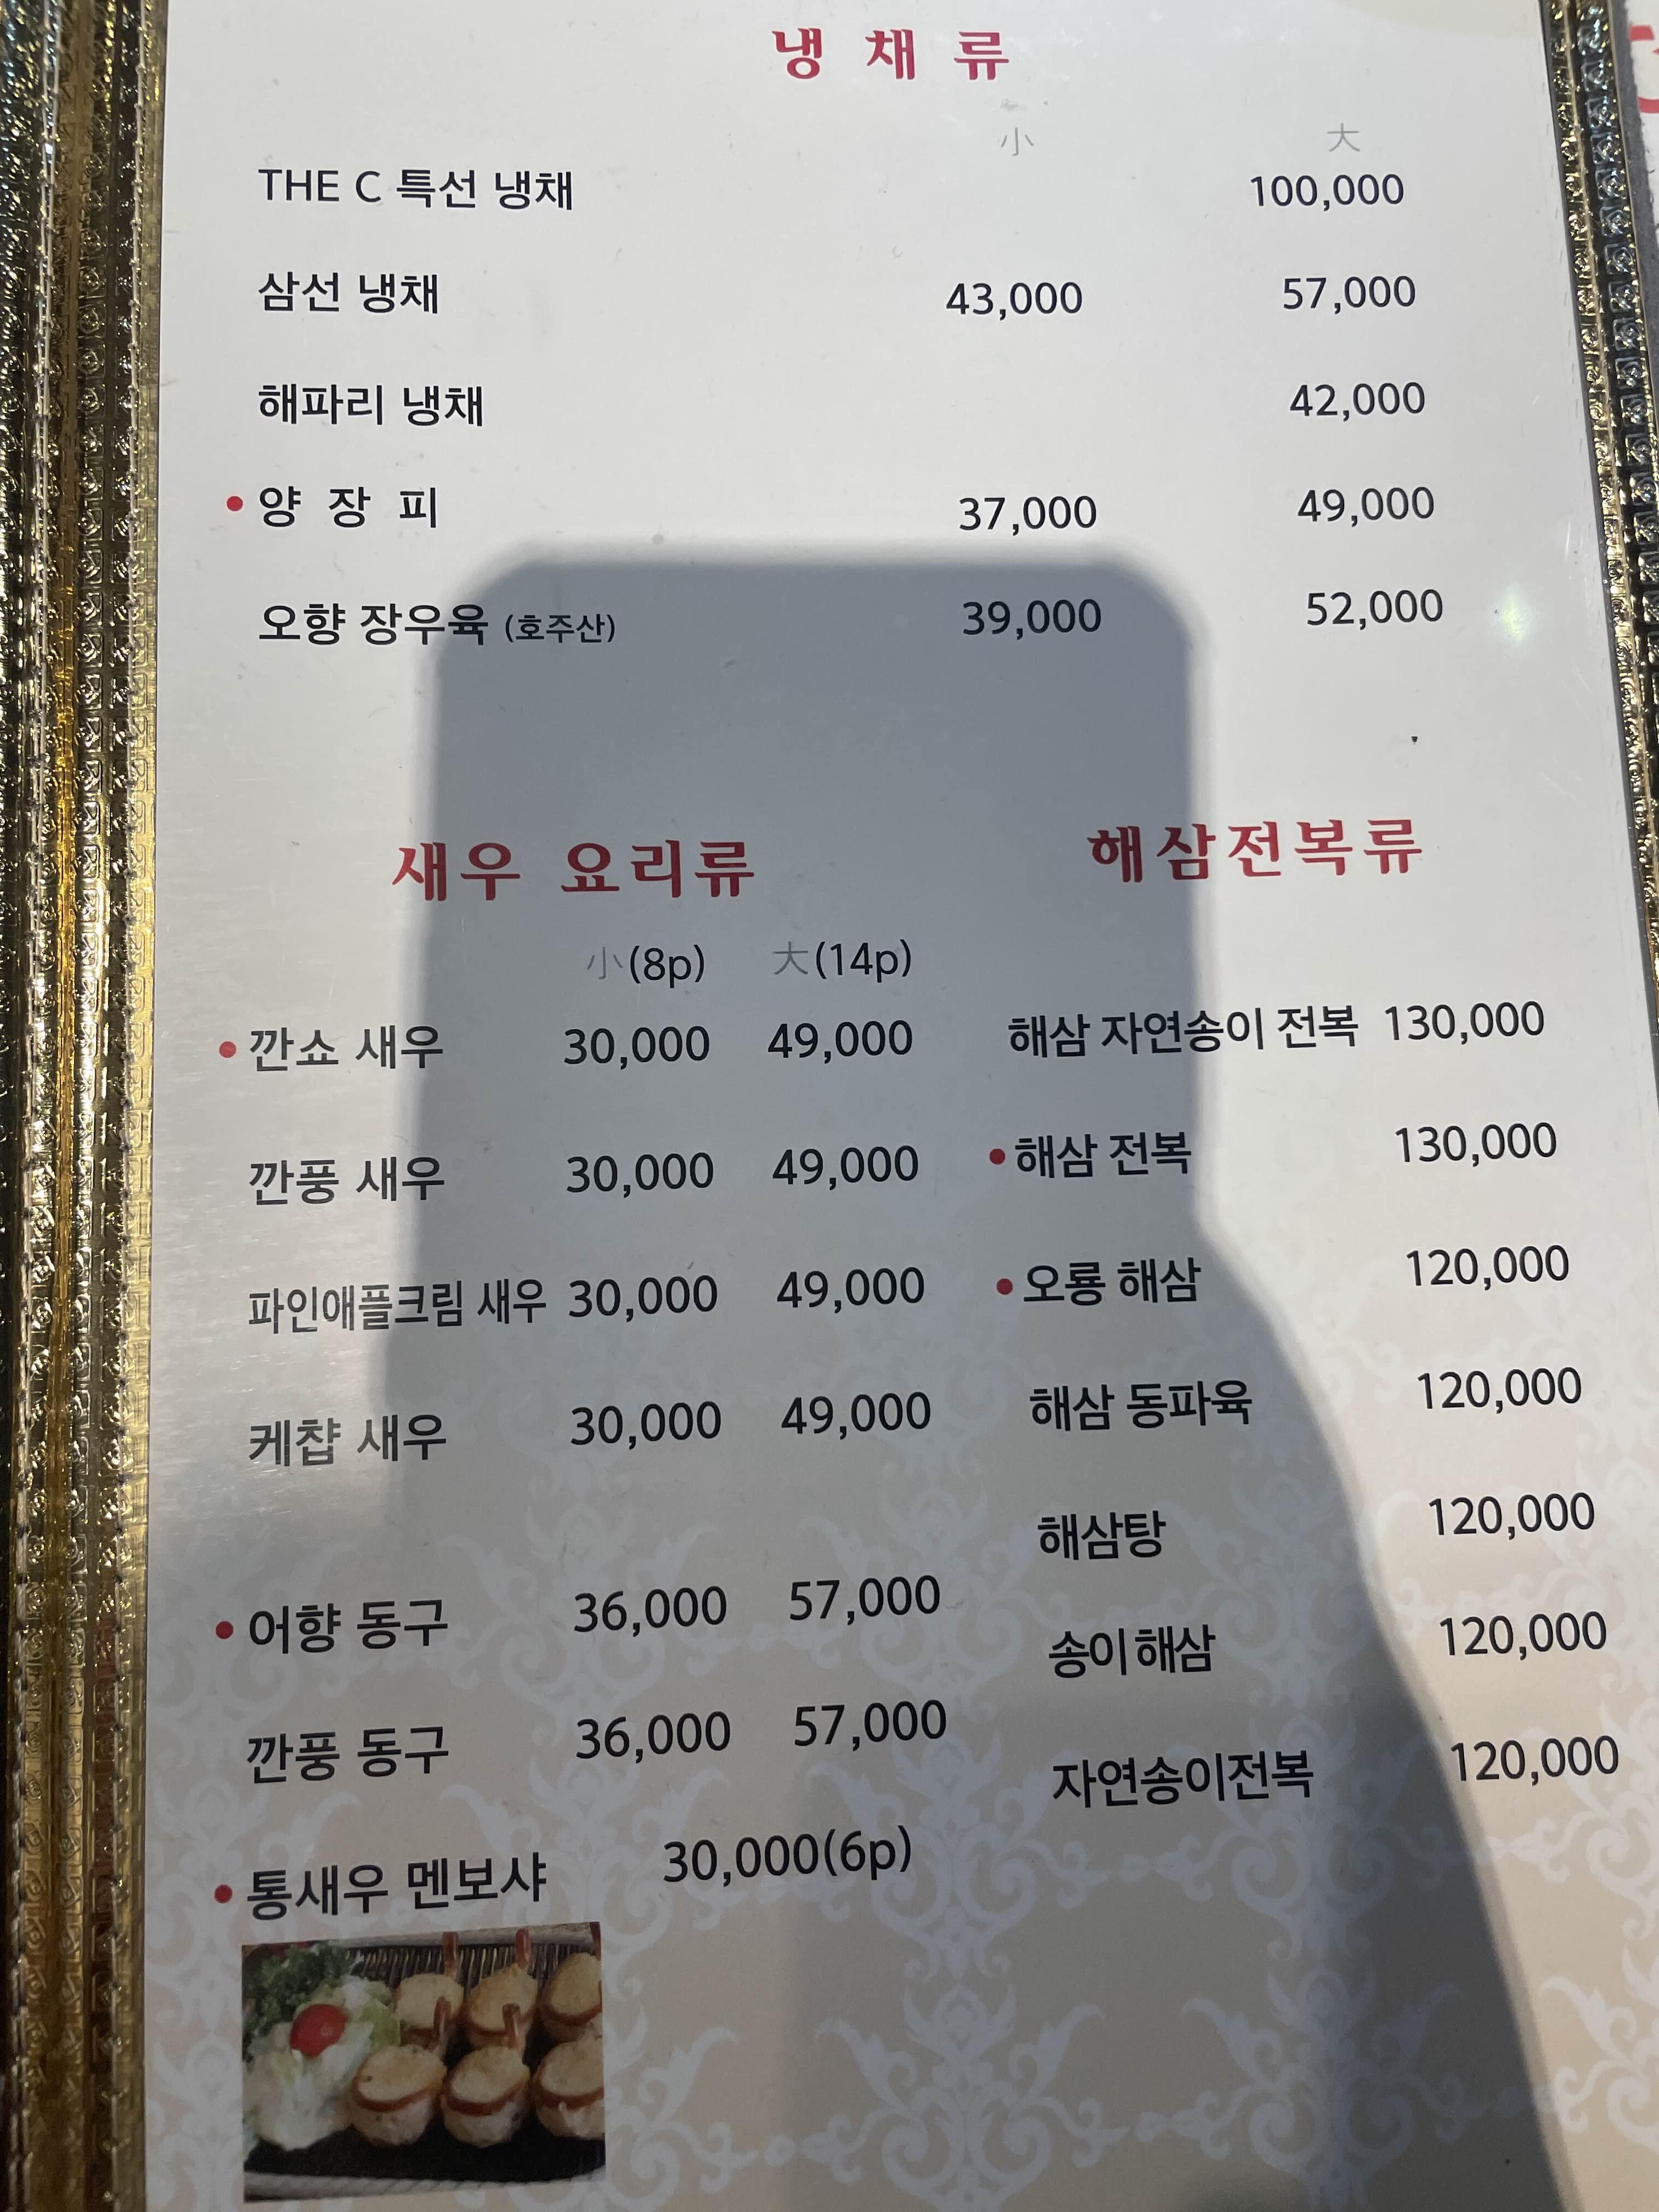 냉 채 류
小 大
THE C 특선 냉채 100,000
삼선 냉채 43,000 57,000
해파리 냉채 42,000
양 장 피 37,000 49,000
오향 장우육 (호주산) 39,000 52,000
새우 요리류
小(8p) 大(14p)
깐쇼 새우 30,000 49,000
깐풍 새우 30,000 49,000
파인애플크림 새우 30,000 49,000
케찹 새우 30,000 49,000
어향 동구 36,000 57,000
깐풍 동구 36,000 57,000
통새우 멘보샤 30,000(6p)
해삼전복류
해삼 자연송이 전복 130,000
해삼 전복 130,000
오룡 해삼 120,000
해삼 동파육 120,000
해삼탕 120,000
송이해삼 120,000
자연송이전복 120,000